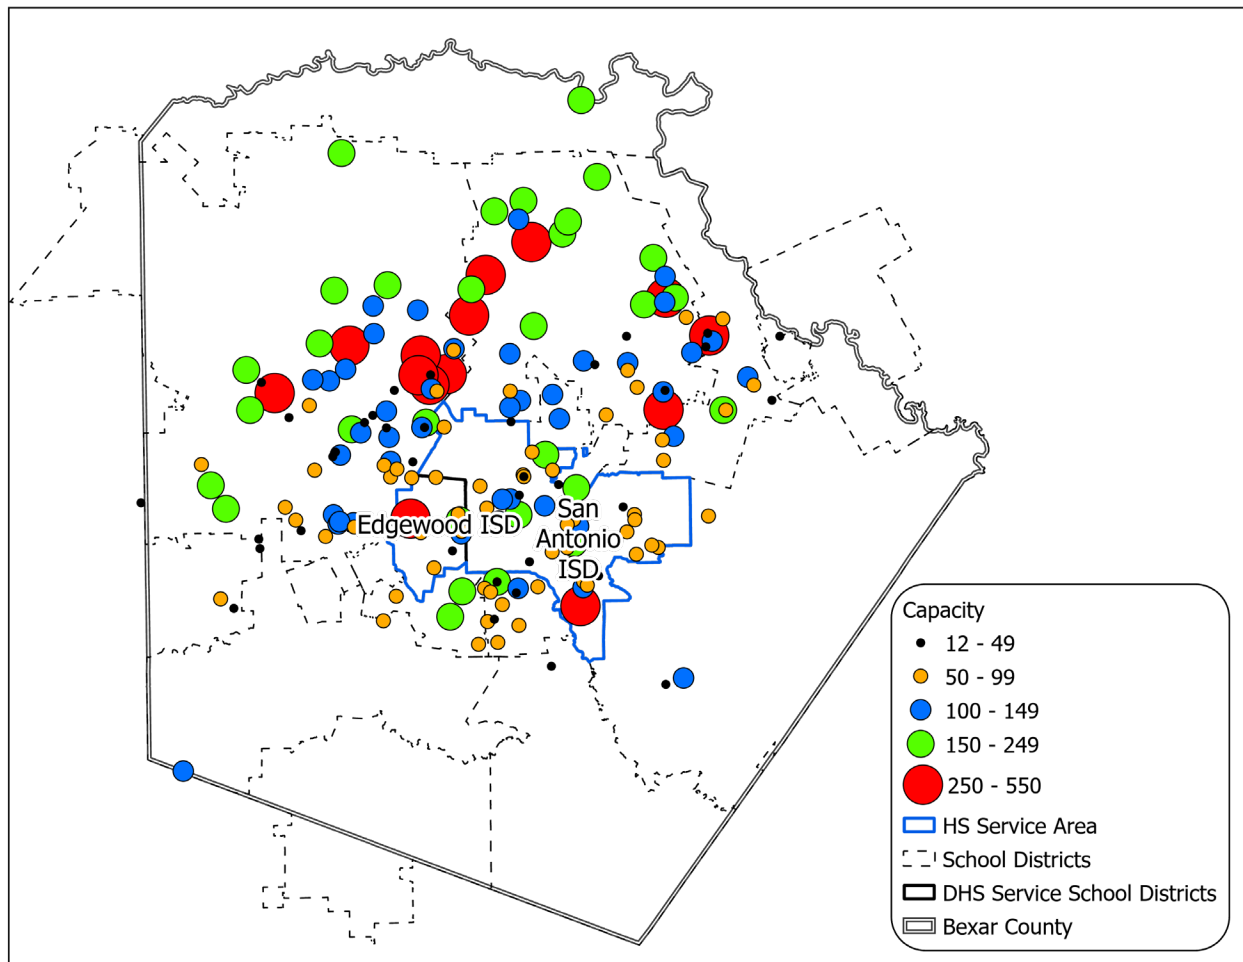 Edgewood ISD
San
Antonio
ISD
Capacity
12 - 49
50 - 99
100 - 149
150 - 249
250 - 550
HS Service Area
School Districts
DHS Service School Districts
Bexar County